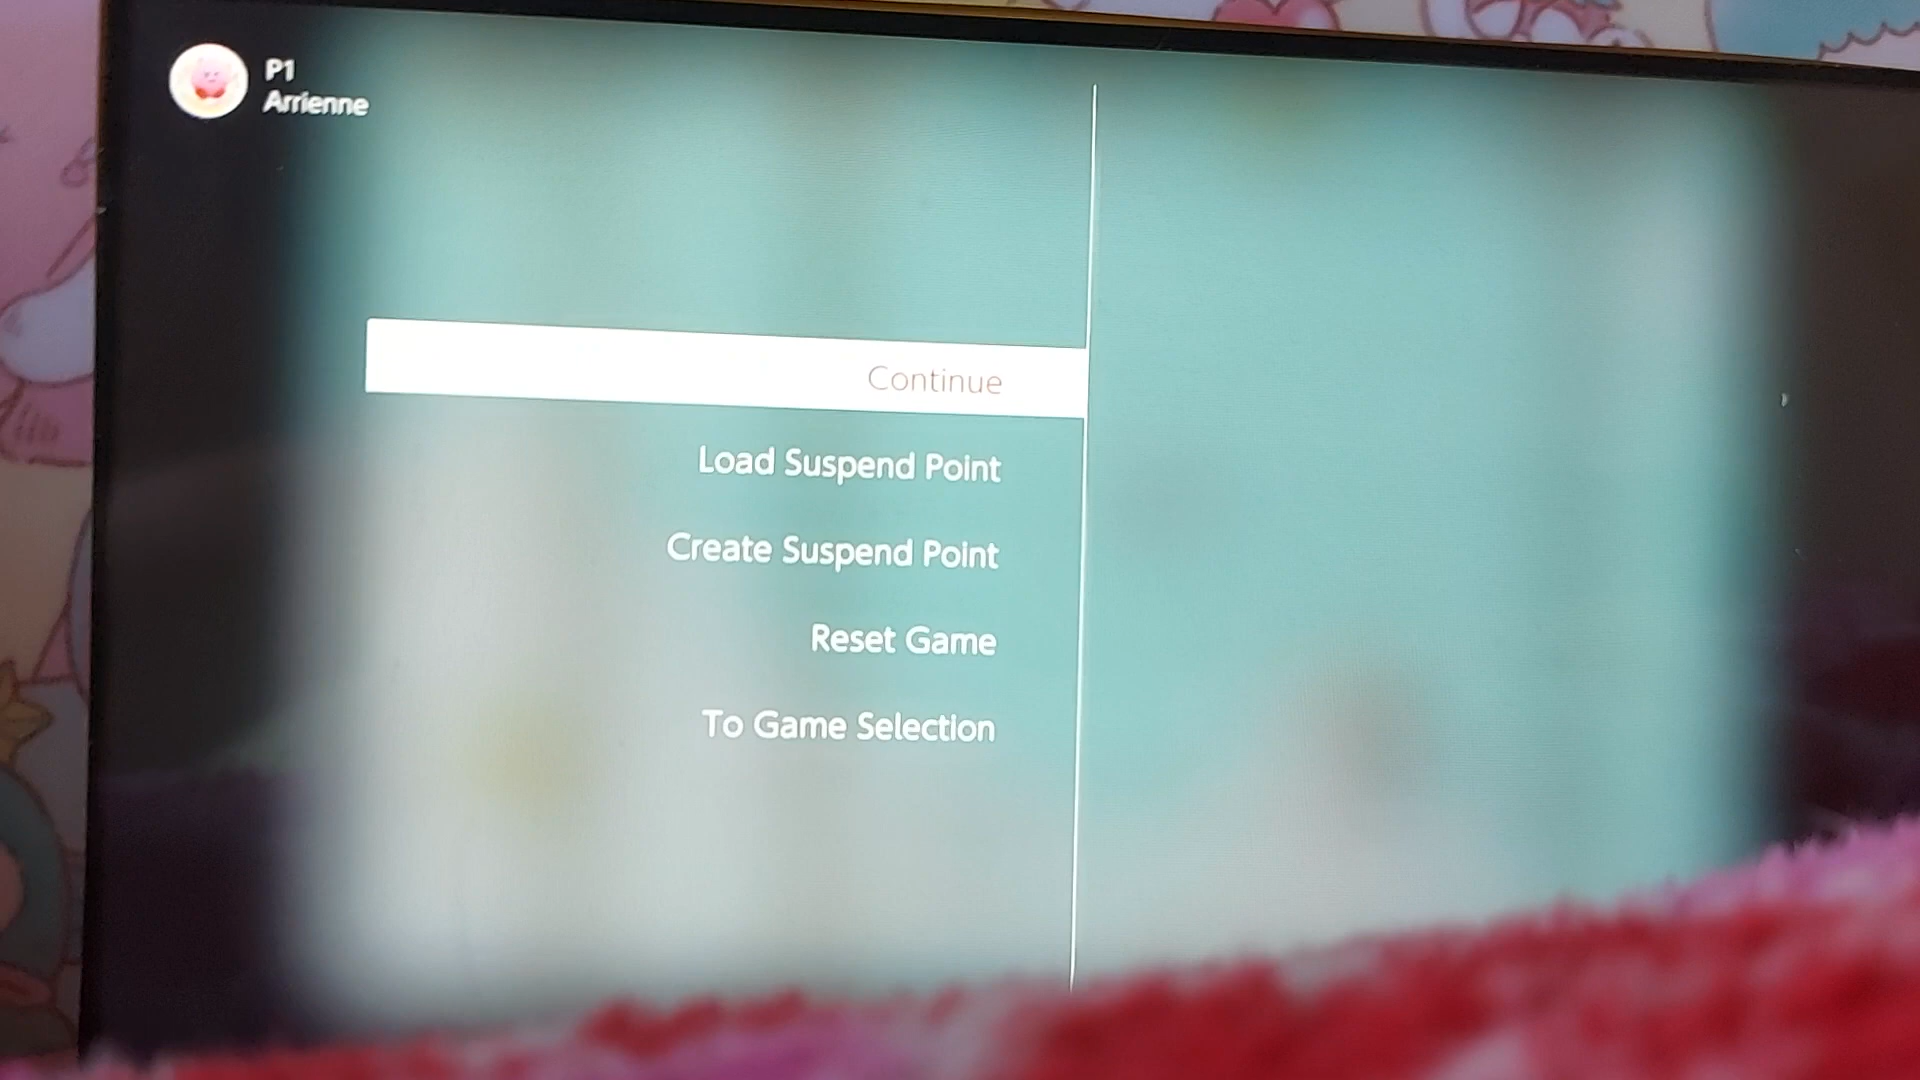 P1
Arrienne
Continue
Load Suspend Point
Create Suspend Point
Reset Game
To Game Selection